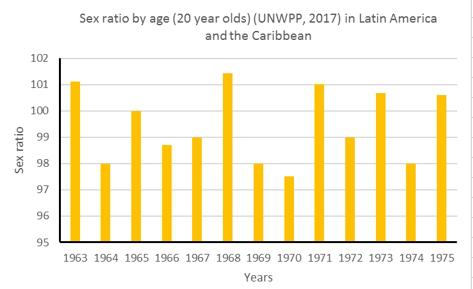 Sex ratio by age (20 year olds) (UNWPP, 2017) in Latin America
and the Caribbean
102
101
100
99
98
97
96
95
Sex ratio
1963 1964 1965 1966 1967 1968 1969 1970 1971 1972 1973 1974 1975
Years